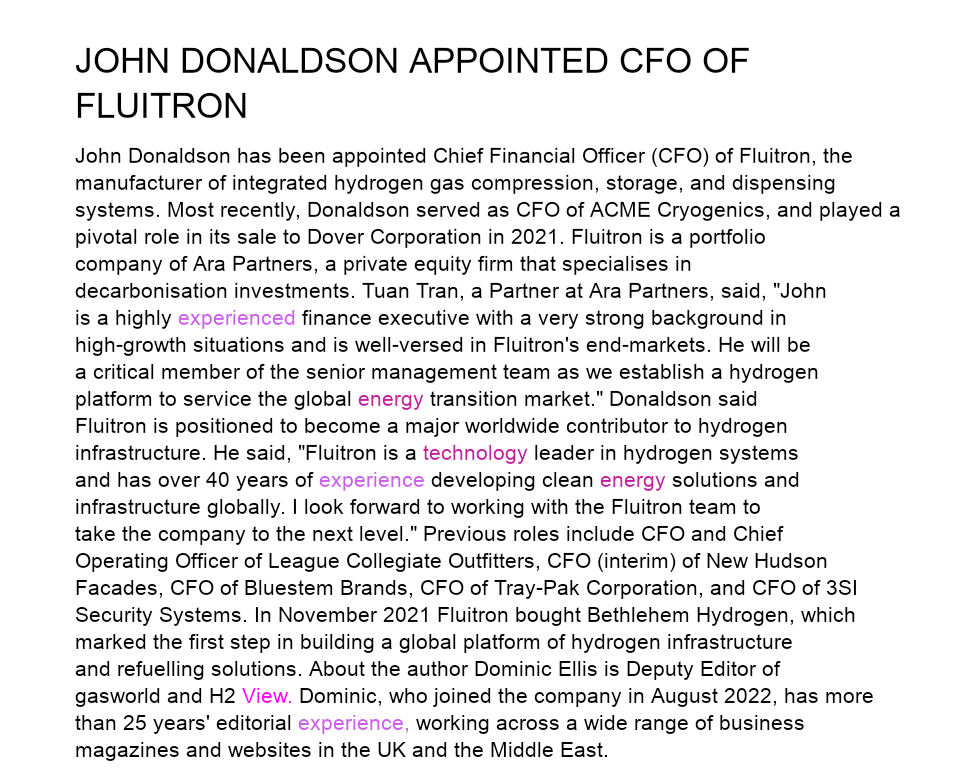 JOHN DONALDSON APPOINTED CFO OF
FLUITRON
John Donaldson has been appointed Chief Financial Officer (CFO) of Fluitron, the
manufacturer of integrated hydrogen gas compression, storage, and dispensing
systems. Most recently, Donaldson served as CFO of ACME Cryogenics, and played a
pivotal role in its sale to Dover Corporation in 2021. Fluitron is a portfolio
company of Ara Partners, a private equity firm that specialises in
decarbonisation investments. Tuan Tran, a Partner at Ara Partners, said, "John
is a highly experienced finance executive with a very strong background in
high-growth situations and is well-versed in Fluitron's end-markets. He will be
a critical member of the senior management team as we establish a hydrogen
platform to service the global energy transition market." Donaldson said
Fluitron is positioned to become a major worldwide contributor to hydrogen
infrastructure. He said, "Fluitron is a technology leader in hydrogen systems
and has over 40 years of experience developing clean energy solutions and
infrastructure globally. I look forward to working with the Fluitron team to
take the company to the next level." Previous roles include CFO and Chief
Operating Officer of League Collegiate Outfitters, CFO (interim) of New Hudson
Facades, CFO of Bluestem Brands, CFO of Tray-Pak Corporation, and CFO of 3SI
Security Systems. In November 2021 Fluitron bought Bethlehem Hydrogen, which
marked the first step in building a global platform of hydrogen infrastructure
and refuelling solutions. About the author Dominic Ellis is Deputy Editor of
gasworld and H2 View. Dominic, who joined the company in August 2022, has more
than 25 years' editorial experience, working across a wide range of business
magazines and websites in the UK and the Middle East.